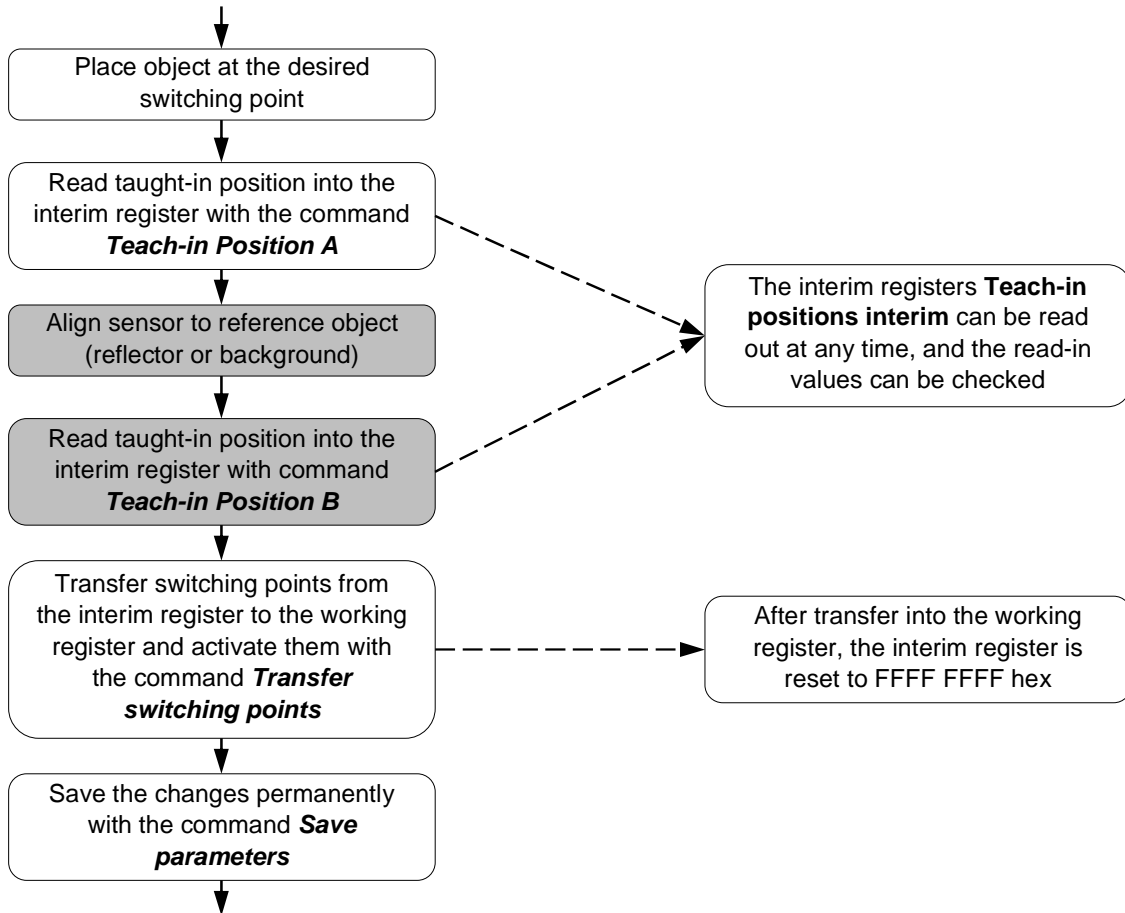 Place object at the desired
switching point
Read taught-in position into the
interim register with the command
Teach-in Position A
Align sensor to reference object
(reflector or background)
Read taught-in position into the
interim register with command
Teach-in Position B
Transfer switching points from
the interim register to the working
register and activate them with
the command Transfer
switching points
Save the changes permanently
with the command Save
parameters
The interim registers Teach-in
positions interim can be read
out at any time, and the read-in
values can be checked
After transfer into the working
register, the interim register is
reset to FFFF FFFF hex